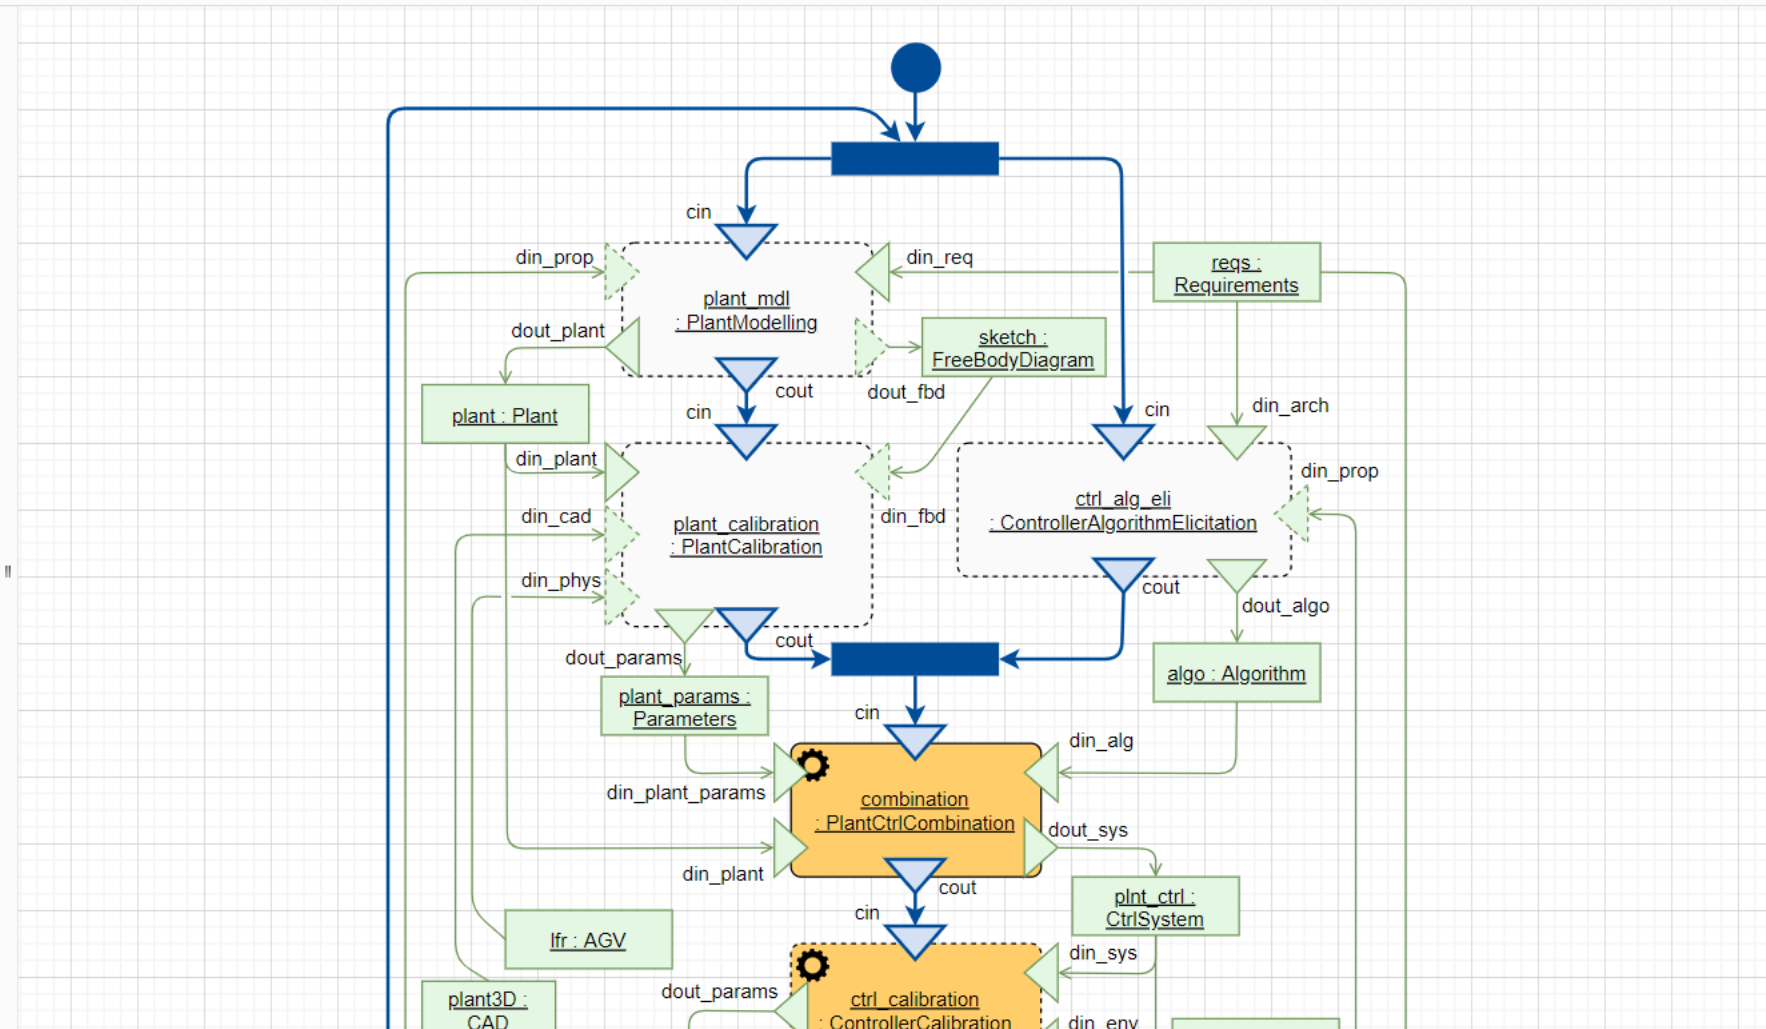 cin
din_prop
din_req
reqs :
Requirements
plant_mdl
: PlantModelling
dout_plant
sketch :
FreeBodyDiagram
cout
dout_fbd
cin
cin
din_arch
plant : Plant
din_plant
din_prop
din_cad
plant_calibration
: PlantCalibration
din_fbd
ctrl_alg_eli
: ControllerAlgorithmElicitation
din_phys
cout
dout_algo
cout
dout_params
algo : Algorithm
plant_params :
Parameters
cin
din_alg
din_plant_params
combination
: PlantCtrlCombination
dout_sys
din_plant
cout
plnt_ctrl :
CtrlSystem
cin
lfr : AGV
din_sys
dout_params
plant3D :
CAD
ctrl_calibration
: ControllerCalibration
din_env